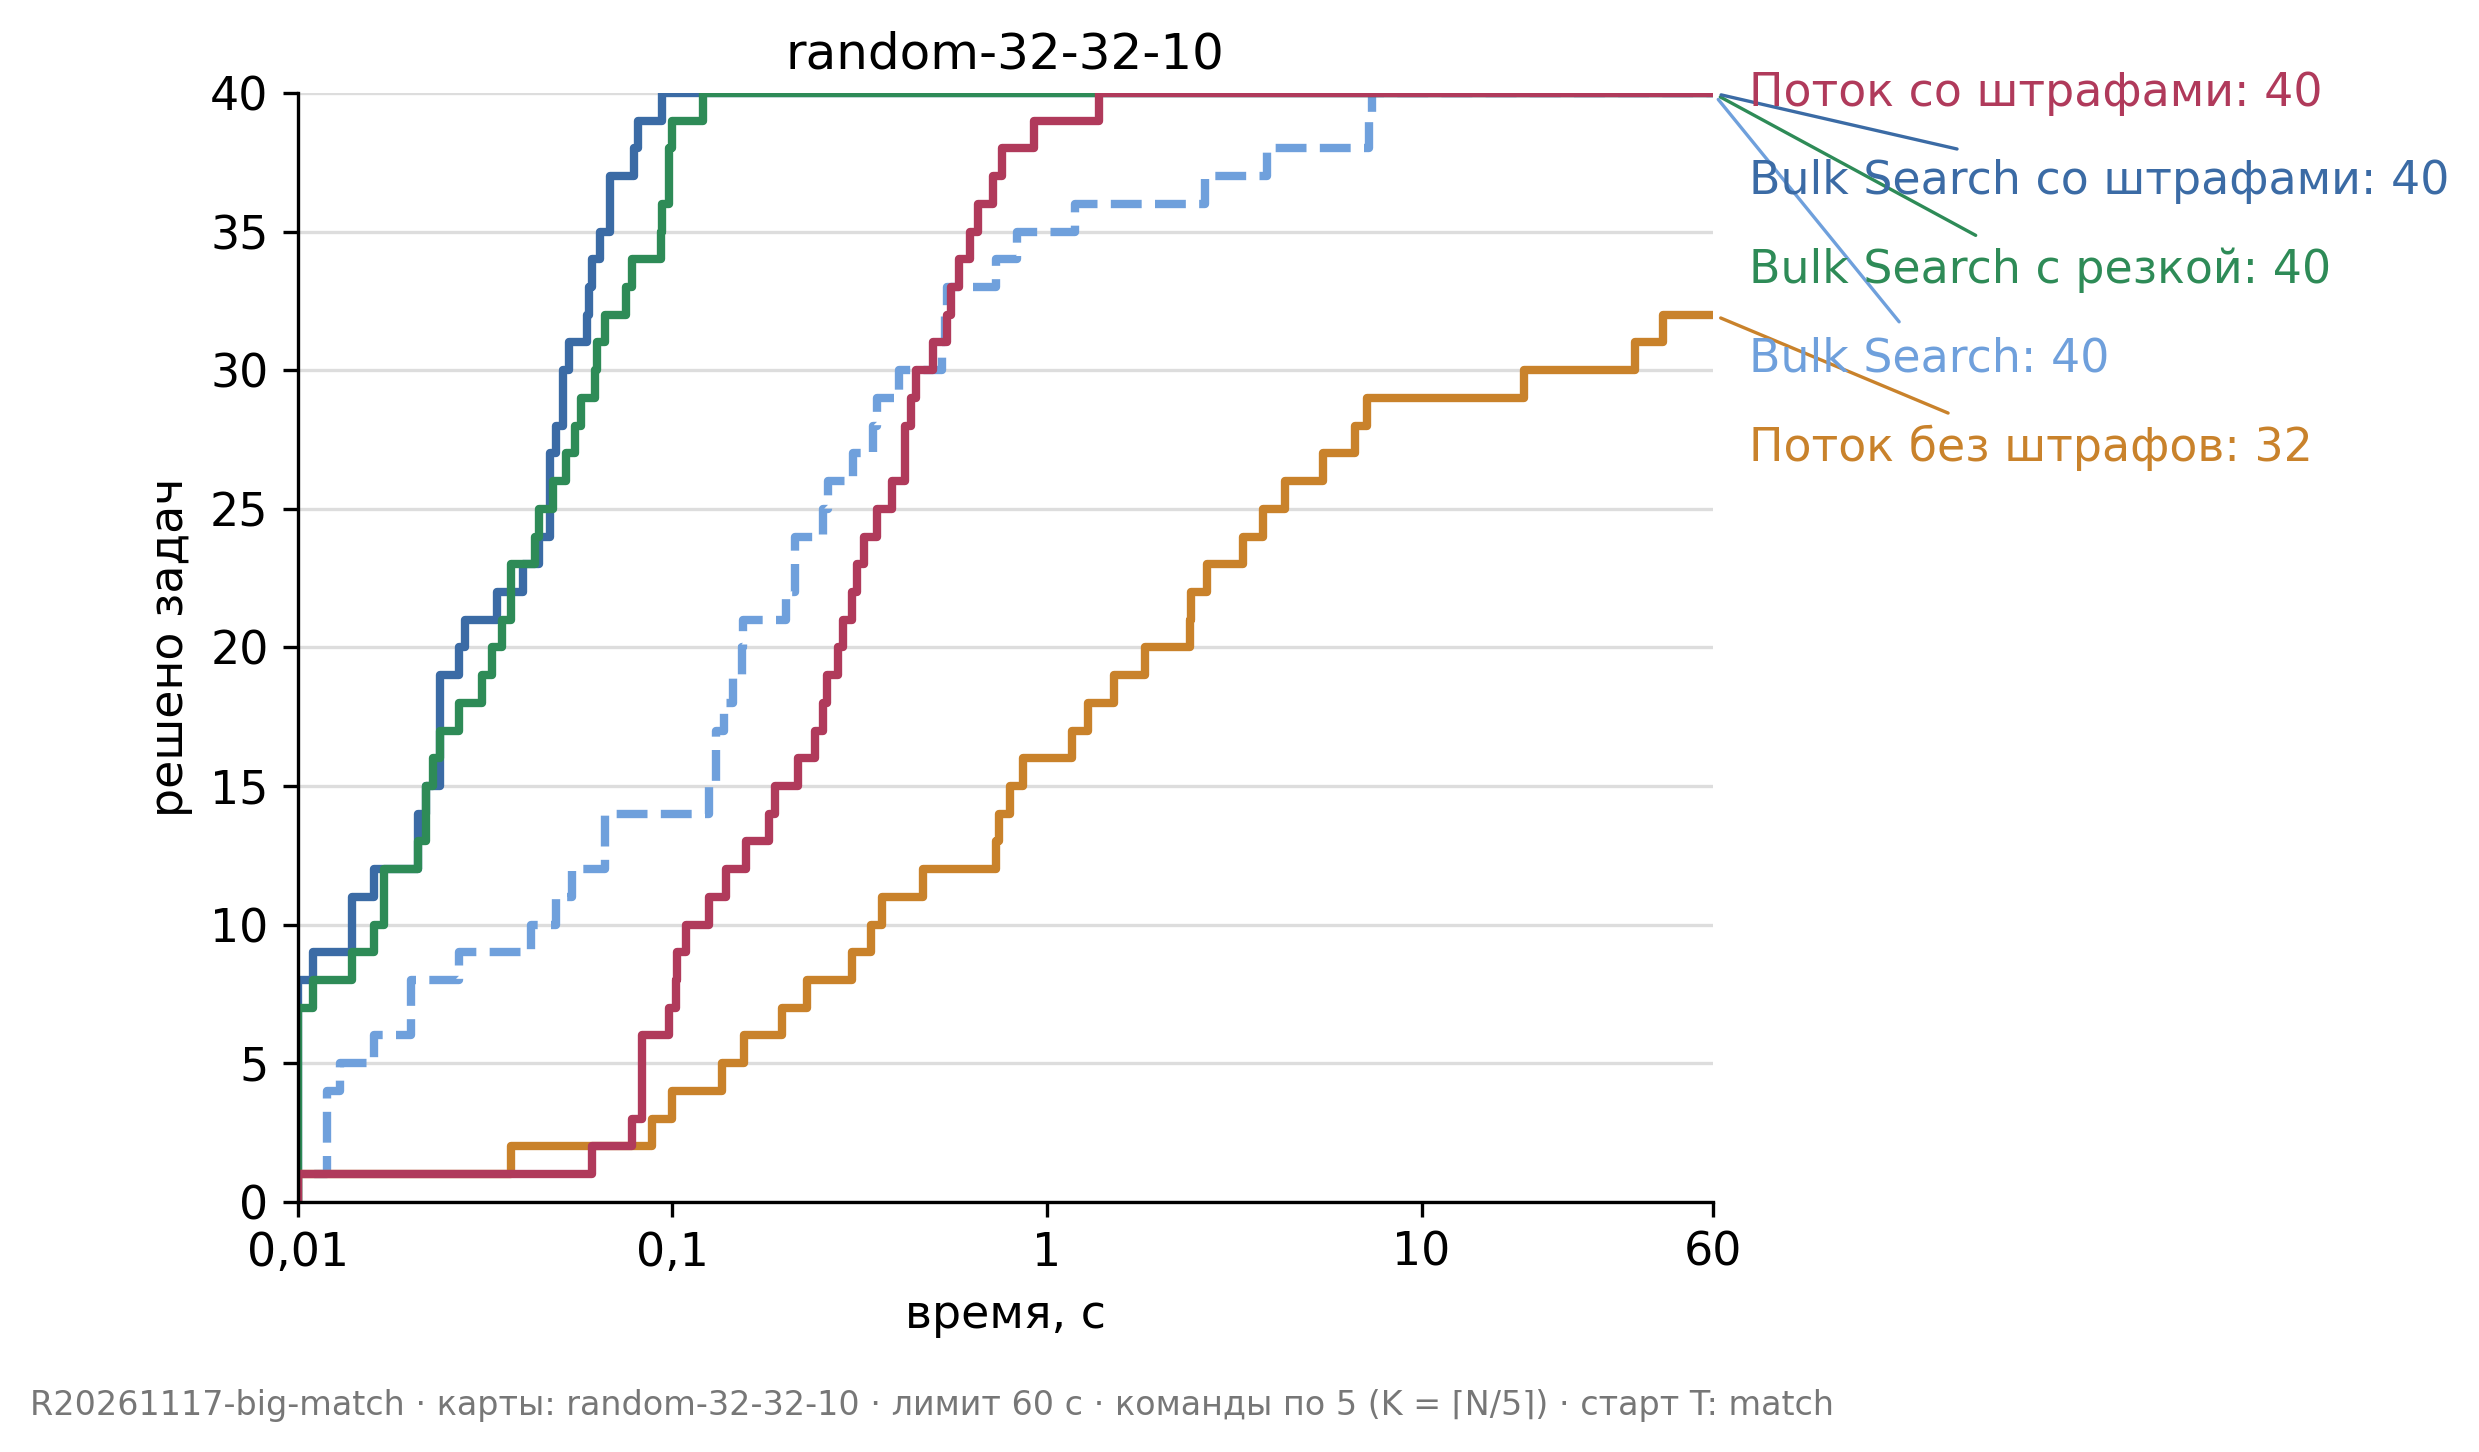 random-32-32-10
Поток со штрафами: 40
Bulk Search со штрафами: 40
Bulk Search с резкой: 40
Bulk Search: 40
Поток без штрафов: 32
решено задач
40
35
30
25
20
15
10
5
0
0,01
0,1
1
10
60
время, с
R20261117-big-match · карты: random-32-32-10 · лимит 60 с · команды по 5 (K = ⌈N/5⌉) · старт T: match